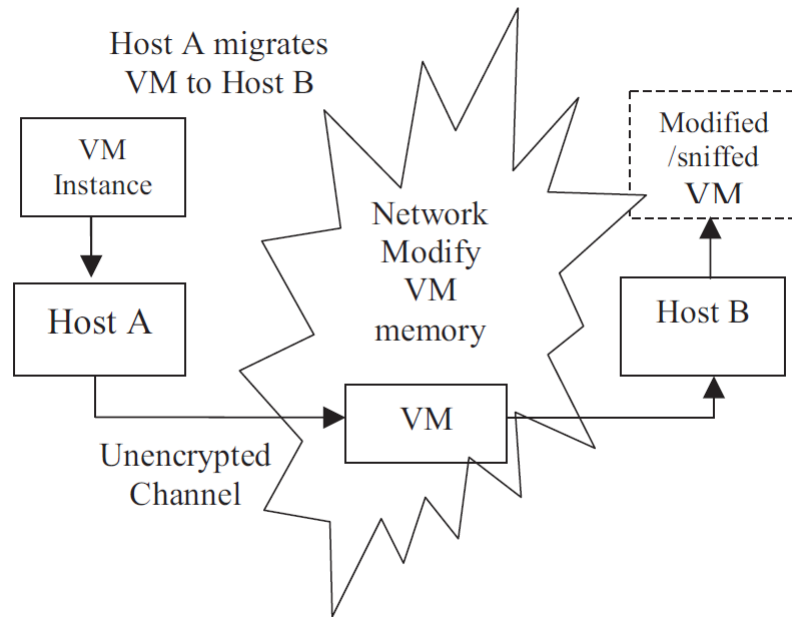 Host A migrates
VM to Host B
VM
Instance
Host A
Unencrypted
Channel
Network
Modify
VM
memory
VM
Modified
/sniffed
VM
Host B